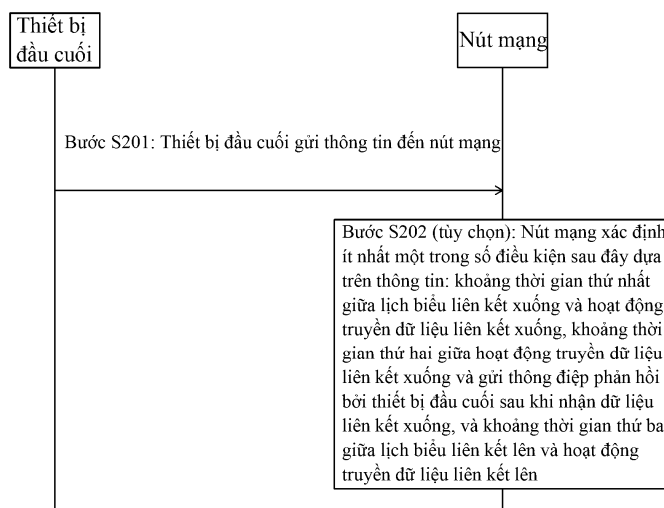 Thiết bị
đầu cuối
Nút mạng
Bước S201: Thiết bị đầu cuối gửi thông tin đến nút mạng
Bước S202 (tùy chọn): Nút mạng xác định
ít nhất một trong số điều kiện sau đây dựa
trên thông tin: khoảng thời gian thứ nhất
giữa lịch biểu liên kết xuống và hoạt động
truyền dữ liệu liên kết xuống, khoảng thời
gian thứ hai giữa hoạt động truyền dữ liệu
liên kết xuống và gửi thông điệp phản hồi
bởi thiết bị đầu cuối sau khi nhận dữ liệu
liên kết xuống, và khoảng thời gian thứ ba
giữa lịch biểu liên kết lên và hoạt động
truyền dữ liệu liên kết lên